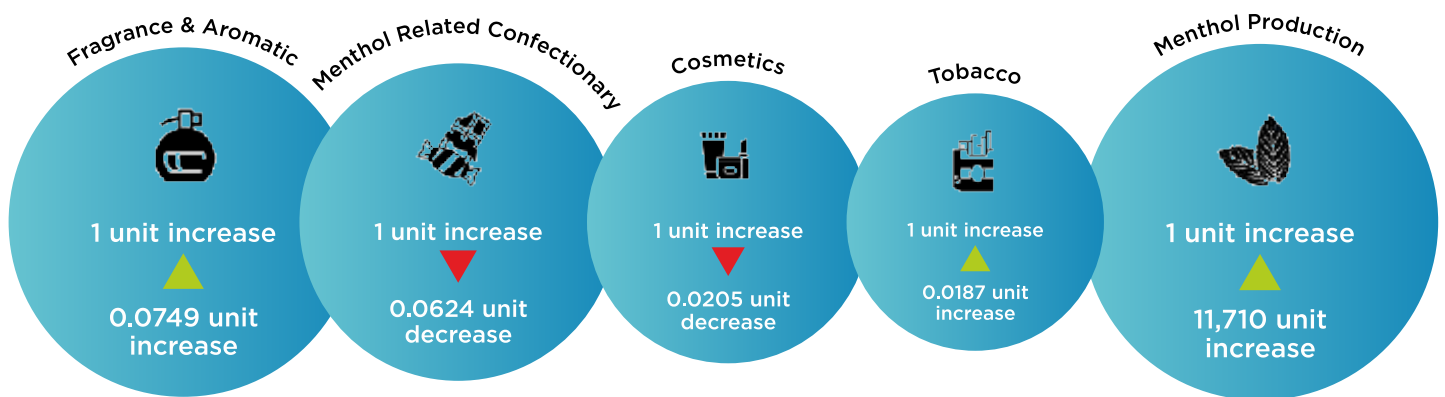 Fragrance & Aromatic
1 unit increase
0.0749 unit
increase
Menthol Related Confectionary
1 unit increase
0.0624 unit
decrease
Cosmetics
1 unit increase
0.0205 unit
decrease
Tobacco
1 unit increase
0.0187 unit
increase
Menthol Production
1 unit increase
11,710 unit
increase